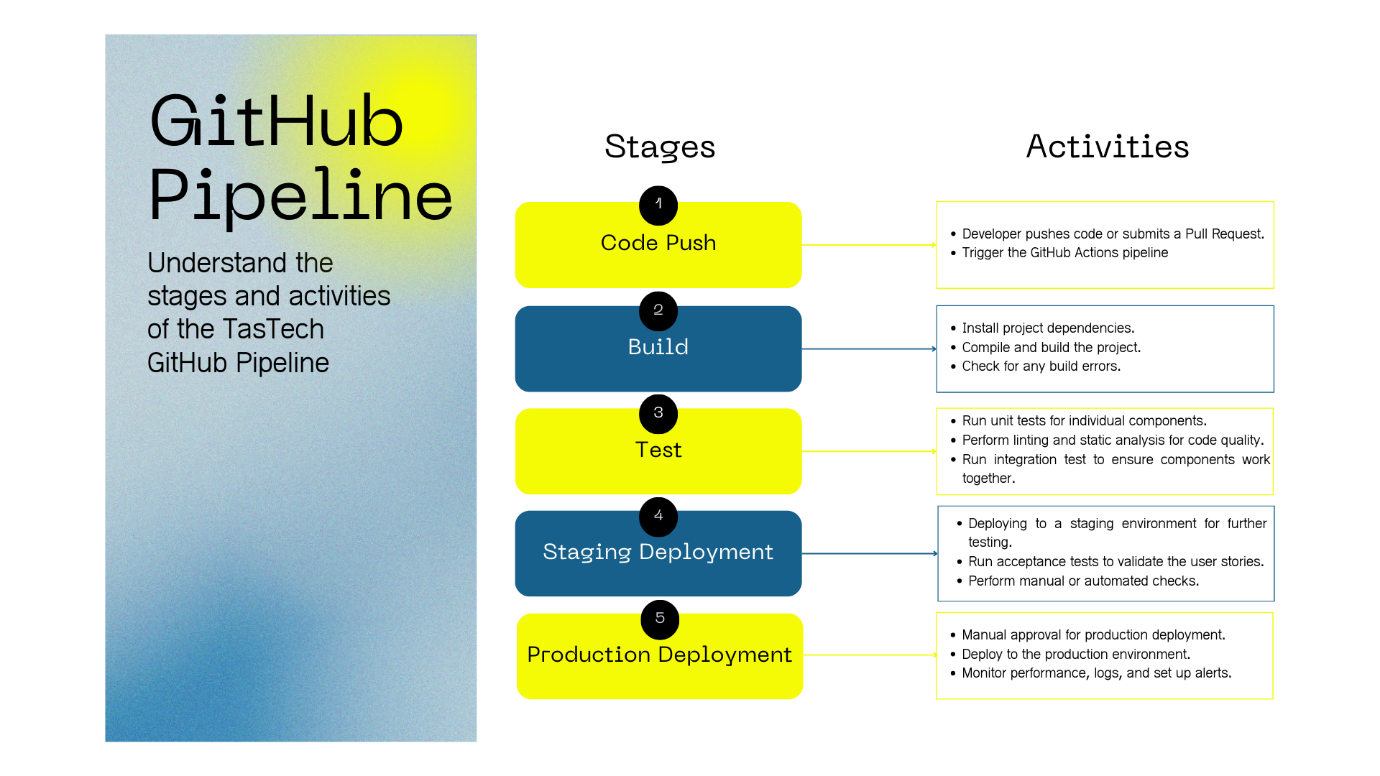 GitHub
Pipeline
Understand the
stages and activities
of the TasTech
GitHub Pipeline
Stages
Activities
1
Code Push
• Developer pushes code or submits a Pull Request.
• Trigger the GitHub Actions pipeline
2
Build
• Install project dependencies.
• Compile and build the project.
• Check for any build errors.
3
Test
• Run unit tests for individual components.
• Perform linting and static analysis for code quality.
• Run integration test to ensure components work
together.
4
Staging Deployment
• Deploying to a staging environment for further
testing.
• Run acceptance tests to validate the user stories.
• Perform manual or automated checks.
5
Production Deployment
• Manual approval for production deployment.
• Deploy to the production environment.
• Monitor performance, logs, and set up alerts.